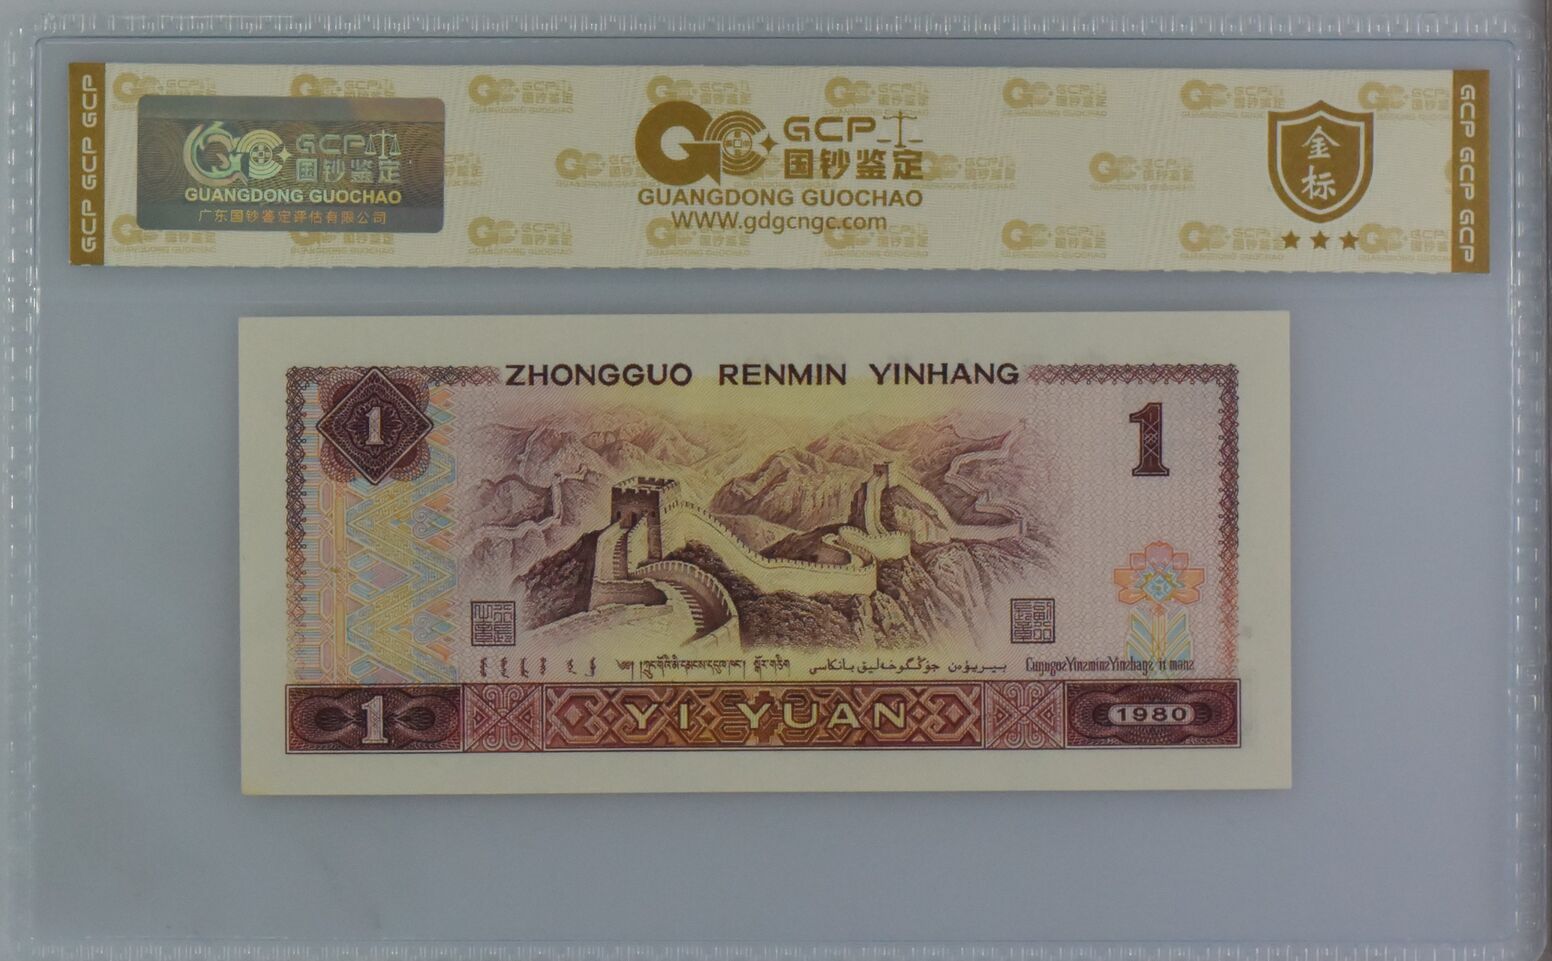 GCP GCP GCP
GCP
国钞鉴定
GUANGDONG GUOCHAO
广东国钞鉴定评估有限公司
GCP
国钞鉴定
GUANGDONG GUOCHAO
WWW.gdgcngc.com
金标
GCP GCP GCP
ZHONGGUO RENMIN YINHANG
1
1
YI YUAN
1
1980